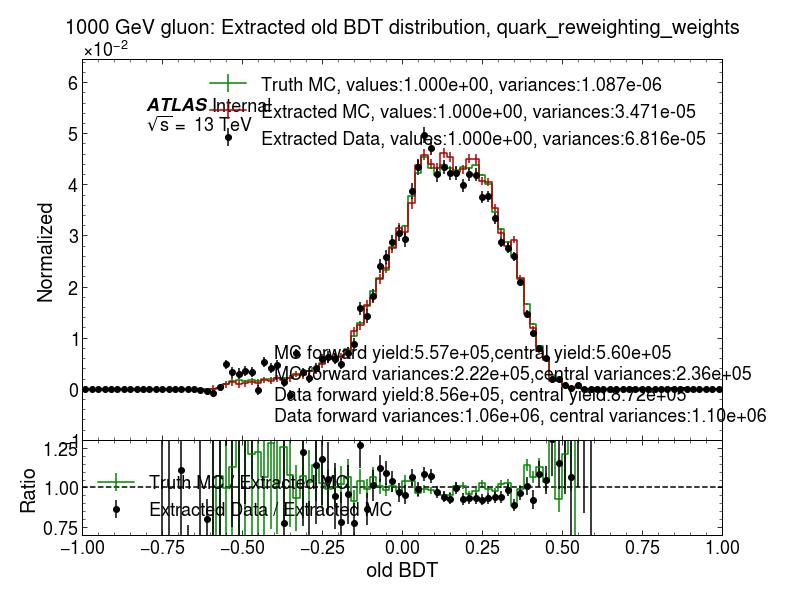 1000 GeV gluon: Extracted old BDT distribution, quark_reweighting_weights
×10⁻²
Truth MC, values:1.000e+00, variances:1.087e-06
ATLAS Internal
Extracted MC, values:1.000e+00, variances:3.471e-05
√s = 13 TeV
Extracted Data, values:1.000e+00, variances:6.816e-05
6
5
4
3
2
1
0
−1
Normalized
MC forward yield:5.57e+05,central yield:5.60e+05
MC forward variances:2.22e+05,central variances:2.36e+05
Data forward yield:8.56e+05, central yield:8.72e+05
Data forward variances:1.06e+06, central variances:1.10e+06
1.25
1.00
0.75
Ratio
Truth MC / Extracted MC
Extracted Data / Extracted MC
−1.00 −0.75 −0.50 −0.25 0.00 0.25 0.50 0.75 1.00
old BDT